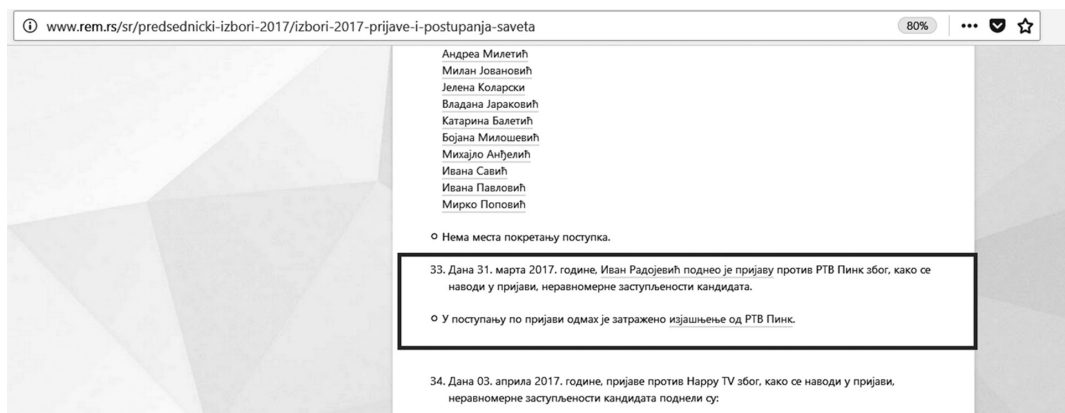 www.rem.rs/sr/predsednicki-izbori-2017/izbori-2017-prijave-i-postupanja-saveta
80%
Андреа Милетић
Милан Јовановић
Јелена Коларски
Владана Јараковић
Катарина Балетић
Бојана Милошевић
Михајло Анђелић
Ивана Савић
Ивана Павловић
Мирко Поповић
Нема места покретању поступка.
33. Дана 31. марта 2017. године, Иван Радојевић поднео је пријаву против РТВ Пинк због, како се
наводи у пријави, неравномерне заступљености кандидата.
У поступању по пријави одмах је затражено изјашњење од РТВ Пинк.
34. Дана 03. априла 2017. године, пријаве против Happy TV због, како се наводи у пријави,
неравномерне заступљености кандидата поднели су: